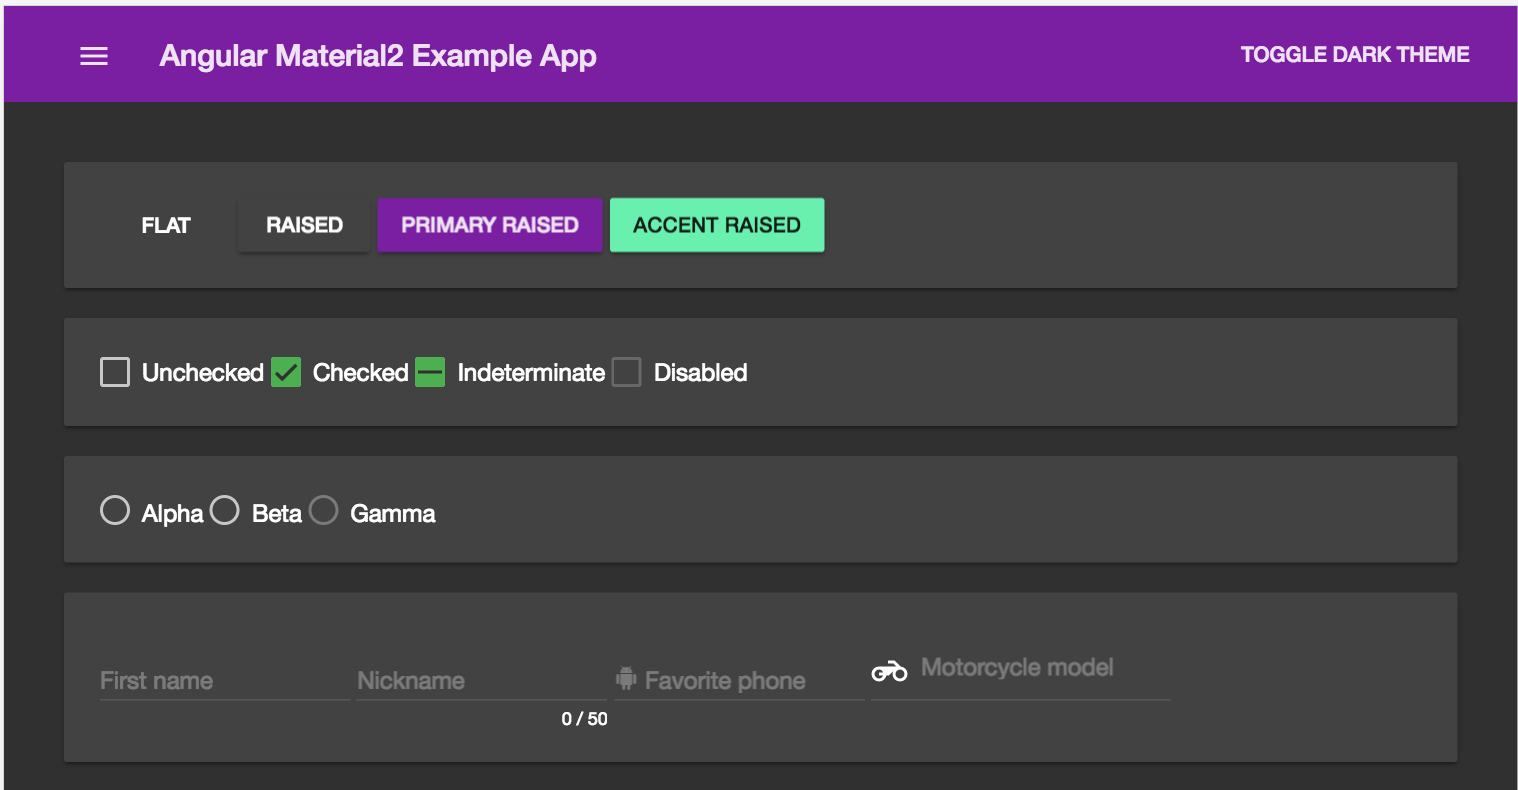 Angular Material2 Example App
TOGGLE DARK THEME
FLAT RAISED PRIMARY RAISED ACCENT RAISED
Unchecked Checked Indeterminate Disabled
Alpha Beta Gamma
First name Nickname Favorite phone Motorcycle model
0 / 50